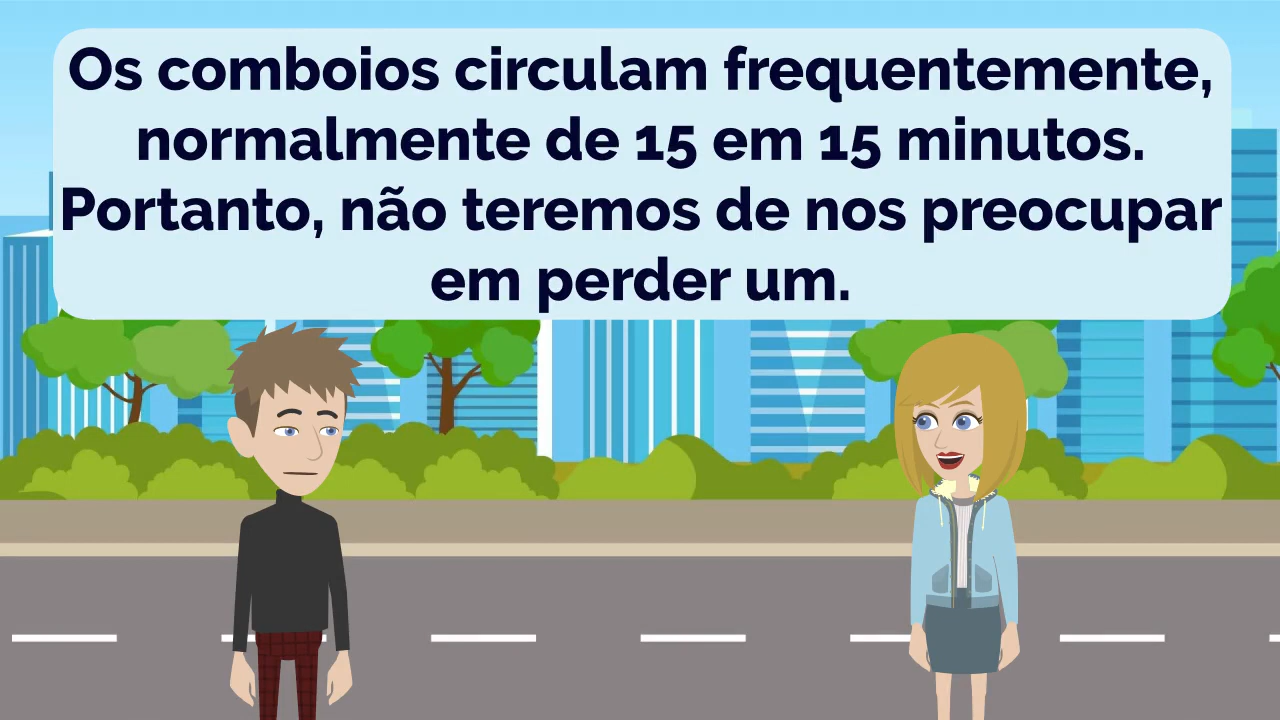 Os comboios circulam frequentemente,
normalmente de 15 em 15 minutos.
Portanto, não teremos de nos preocupar
em perder um.